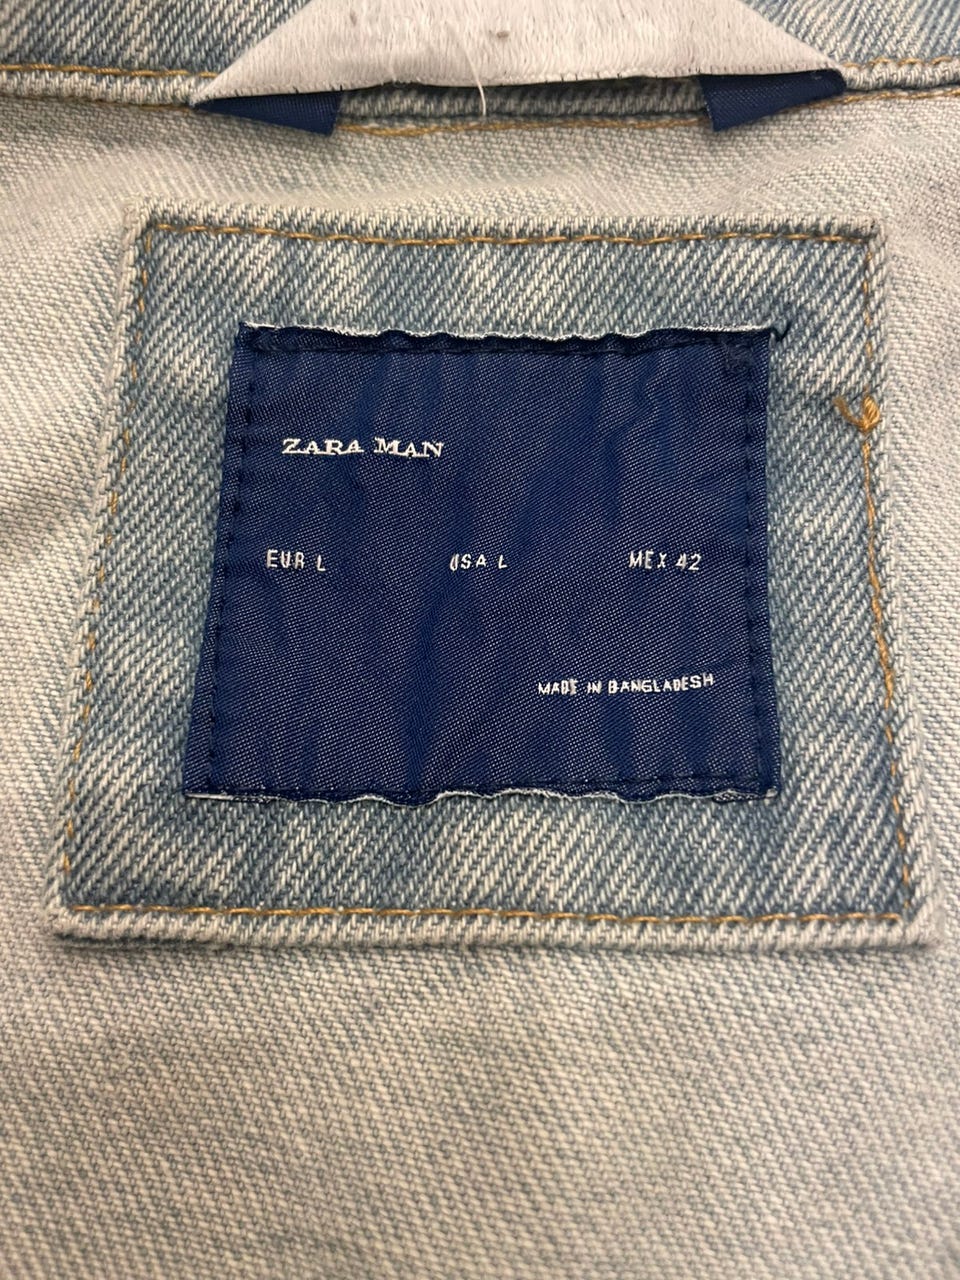 ZARA MAN
EUR L USA L MEX 42
MADE IN BANGLADESH